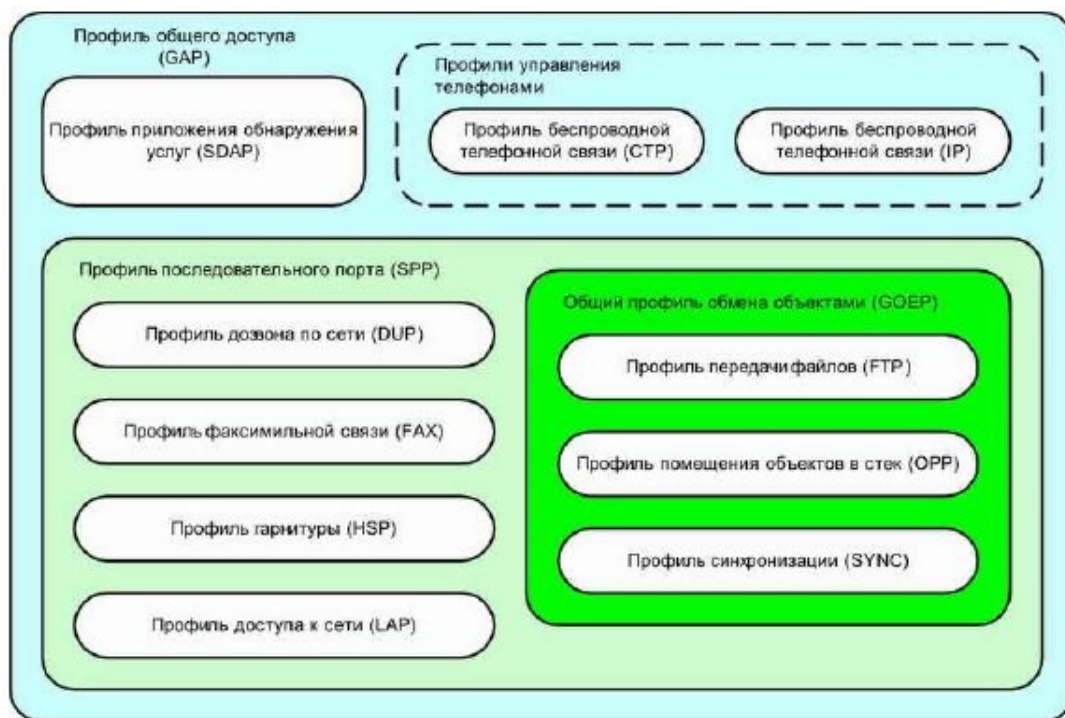 Профиль общего доступа
(GAP)
Профиль приложения обнаружения
услуг (SDAP)
Профили управления
телефонами
Профиль беспроводной
телефонной связи (CTP)
Профиль беспроводной
телефонной связи (IP)
Профиль последовательного порта (SPP)
Профиль дозвона по сети (DUP)
Профиль факсимильной связи (FAX)
Профиль гарнитуры (HSP)
Профиль доступа к сети (LAP)
Общий профиль обмена объектами (GOEP)
Профиль передачи файлов (FTP)
Профиль помещения объектов в стек (OPP)
Профиль синхронизации (SYNC)